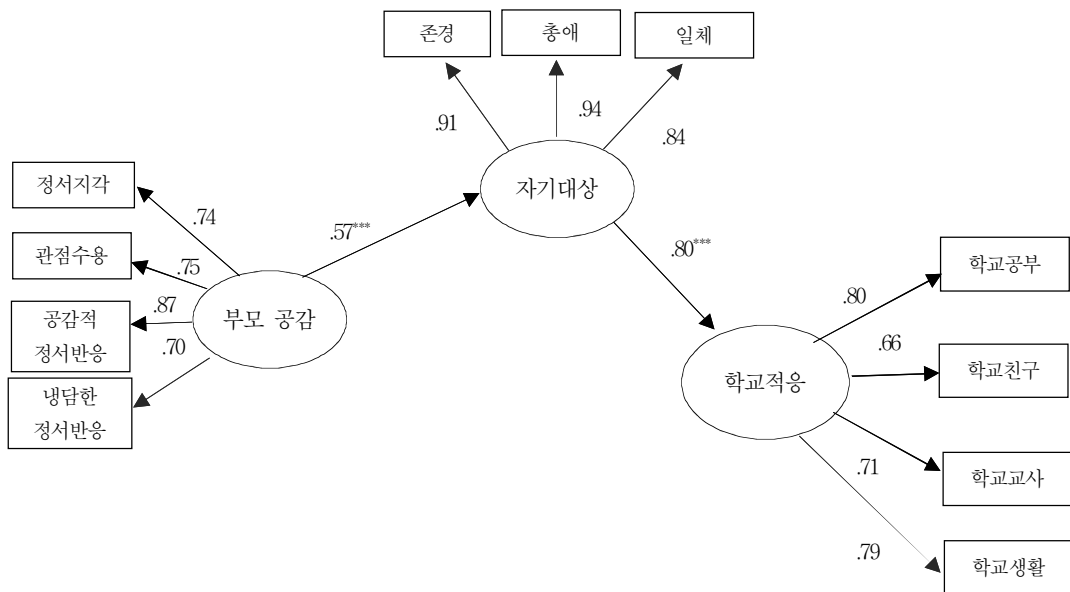 존경
총애
일체
.91
.94
.84
자기대상
정서지각
.74
.57***
관점수용
.75
.80***
학교공부
공감적
정서반응
.87
부모 공감
.80
.70
.66
학교친구
냉담한
정서반응
학교적응
.71
학교교사
.79
학교생활